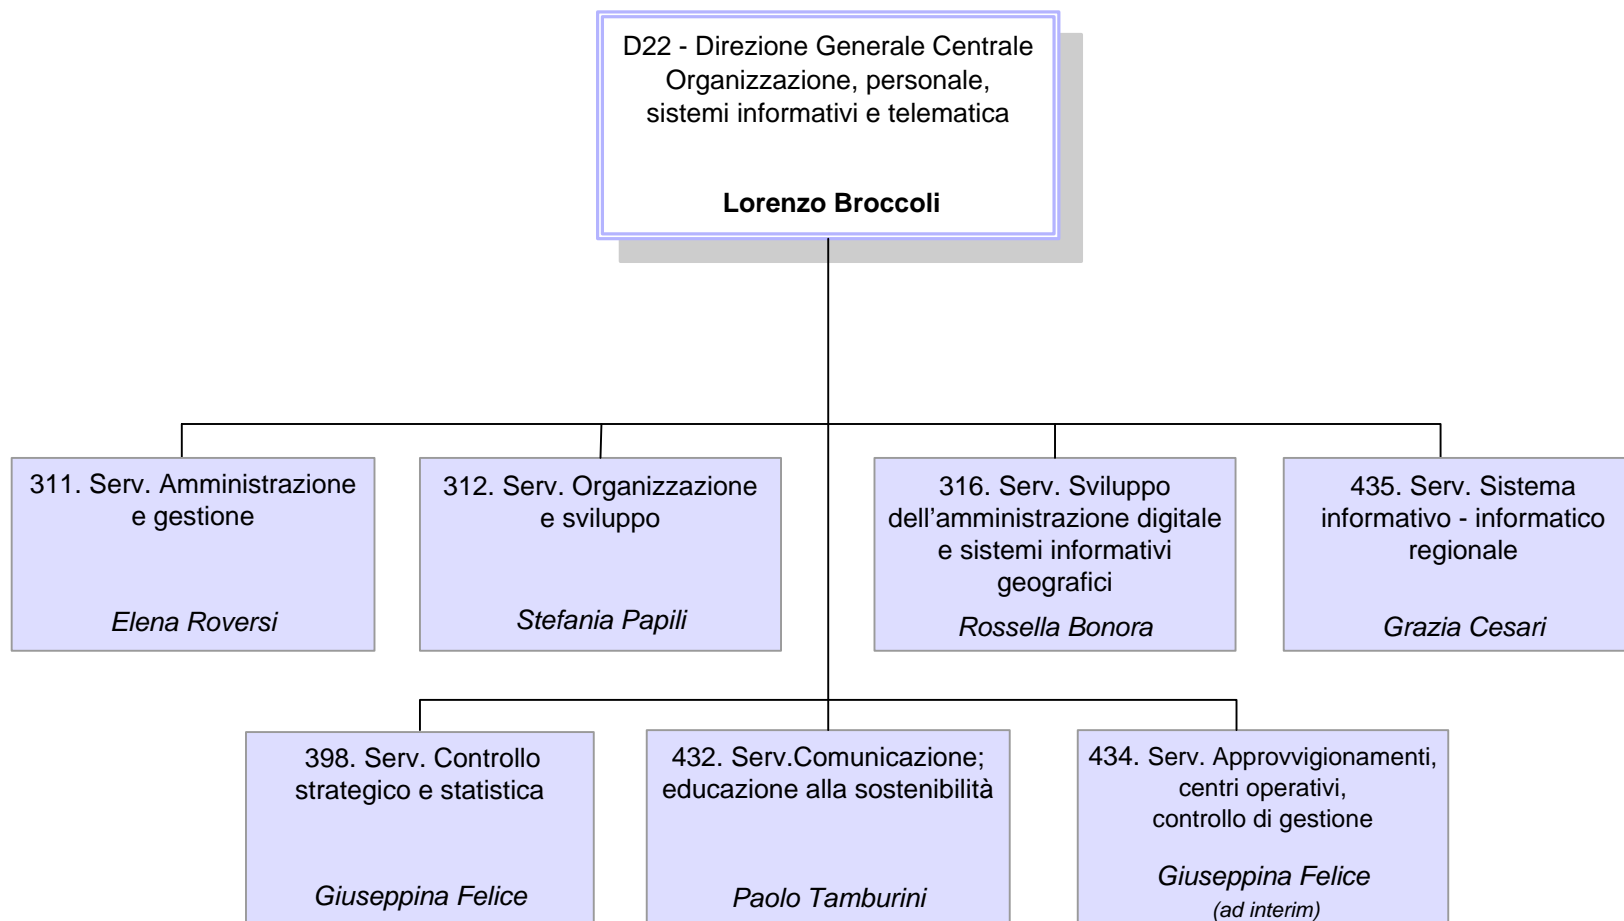 D22 - Direzione Generale Centrale
Organizzazione, personale,
sistemi informativi e telematica
Lorenzo Broccoli
311. Serv. Amministrazione
e gestione
Elena Roversi
312. Serv. Organizzazione
e sviluppo
Stefania Papili
316. Serv. Sviluppo
dell’amministrazione digitale
e sistemi informativi
geografici
Rossella Bonora
435. Serv. Sistema
informativo - informatico
regionale
Grazia Cesari
398. Serv. Controllo
strategico e statistica
Giuseppina Felice
432. Serv.Comunicazione;
educazione alla sostenibilità
Paolo Tamburini
434. Serv. Approvvigionamenti,
centri operativi,
controllo di gestione
Giuseppina Felice
(ad interim)